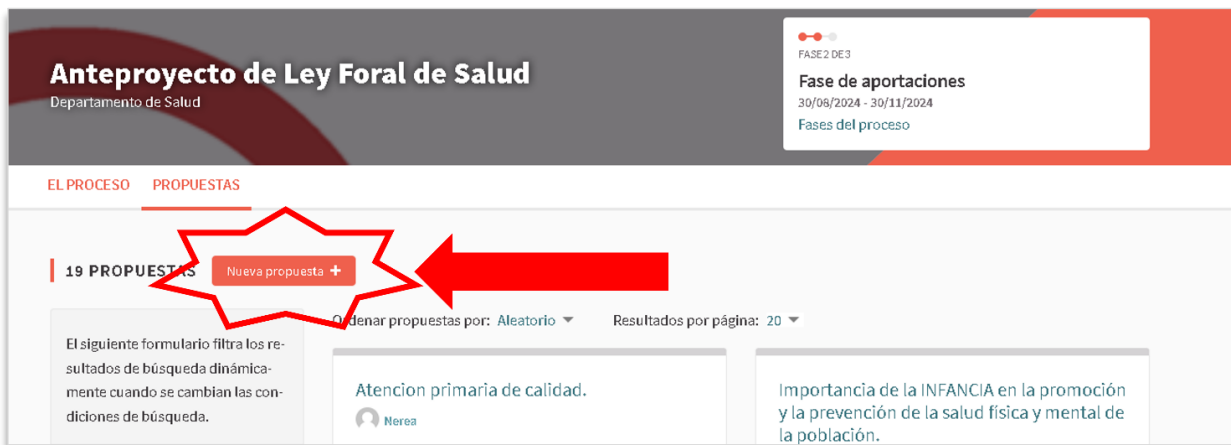 Anteproyecto de Ley Foral de Salud
Departamento de Salud
FASE 2 DE 3
Fase de aportaciones
30/08/2024 - 30/11/2024
Fases del proceso
EL PROCESO PROPUESTAS
19 PROPUESTAS Nueva propuesta +
Ordenar propuestas por: Aleatorio Resultados por página: 20
El siguiente formulario filtra los re-
sultados de búsqueda dinámica-
mente cuando se cambian las con-
diciones de búsqueda.
Atencion primaria de calidad.
Nerea
Importancia de la INFANCIA en la promoción
y la prevención de la salud física y mental de
la población.